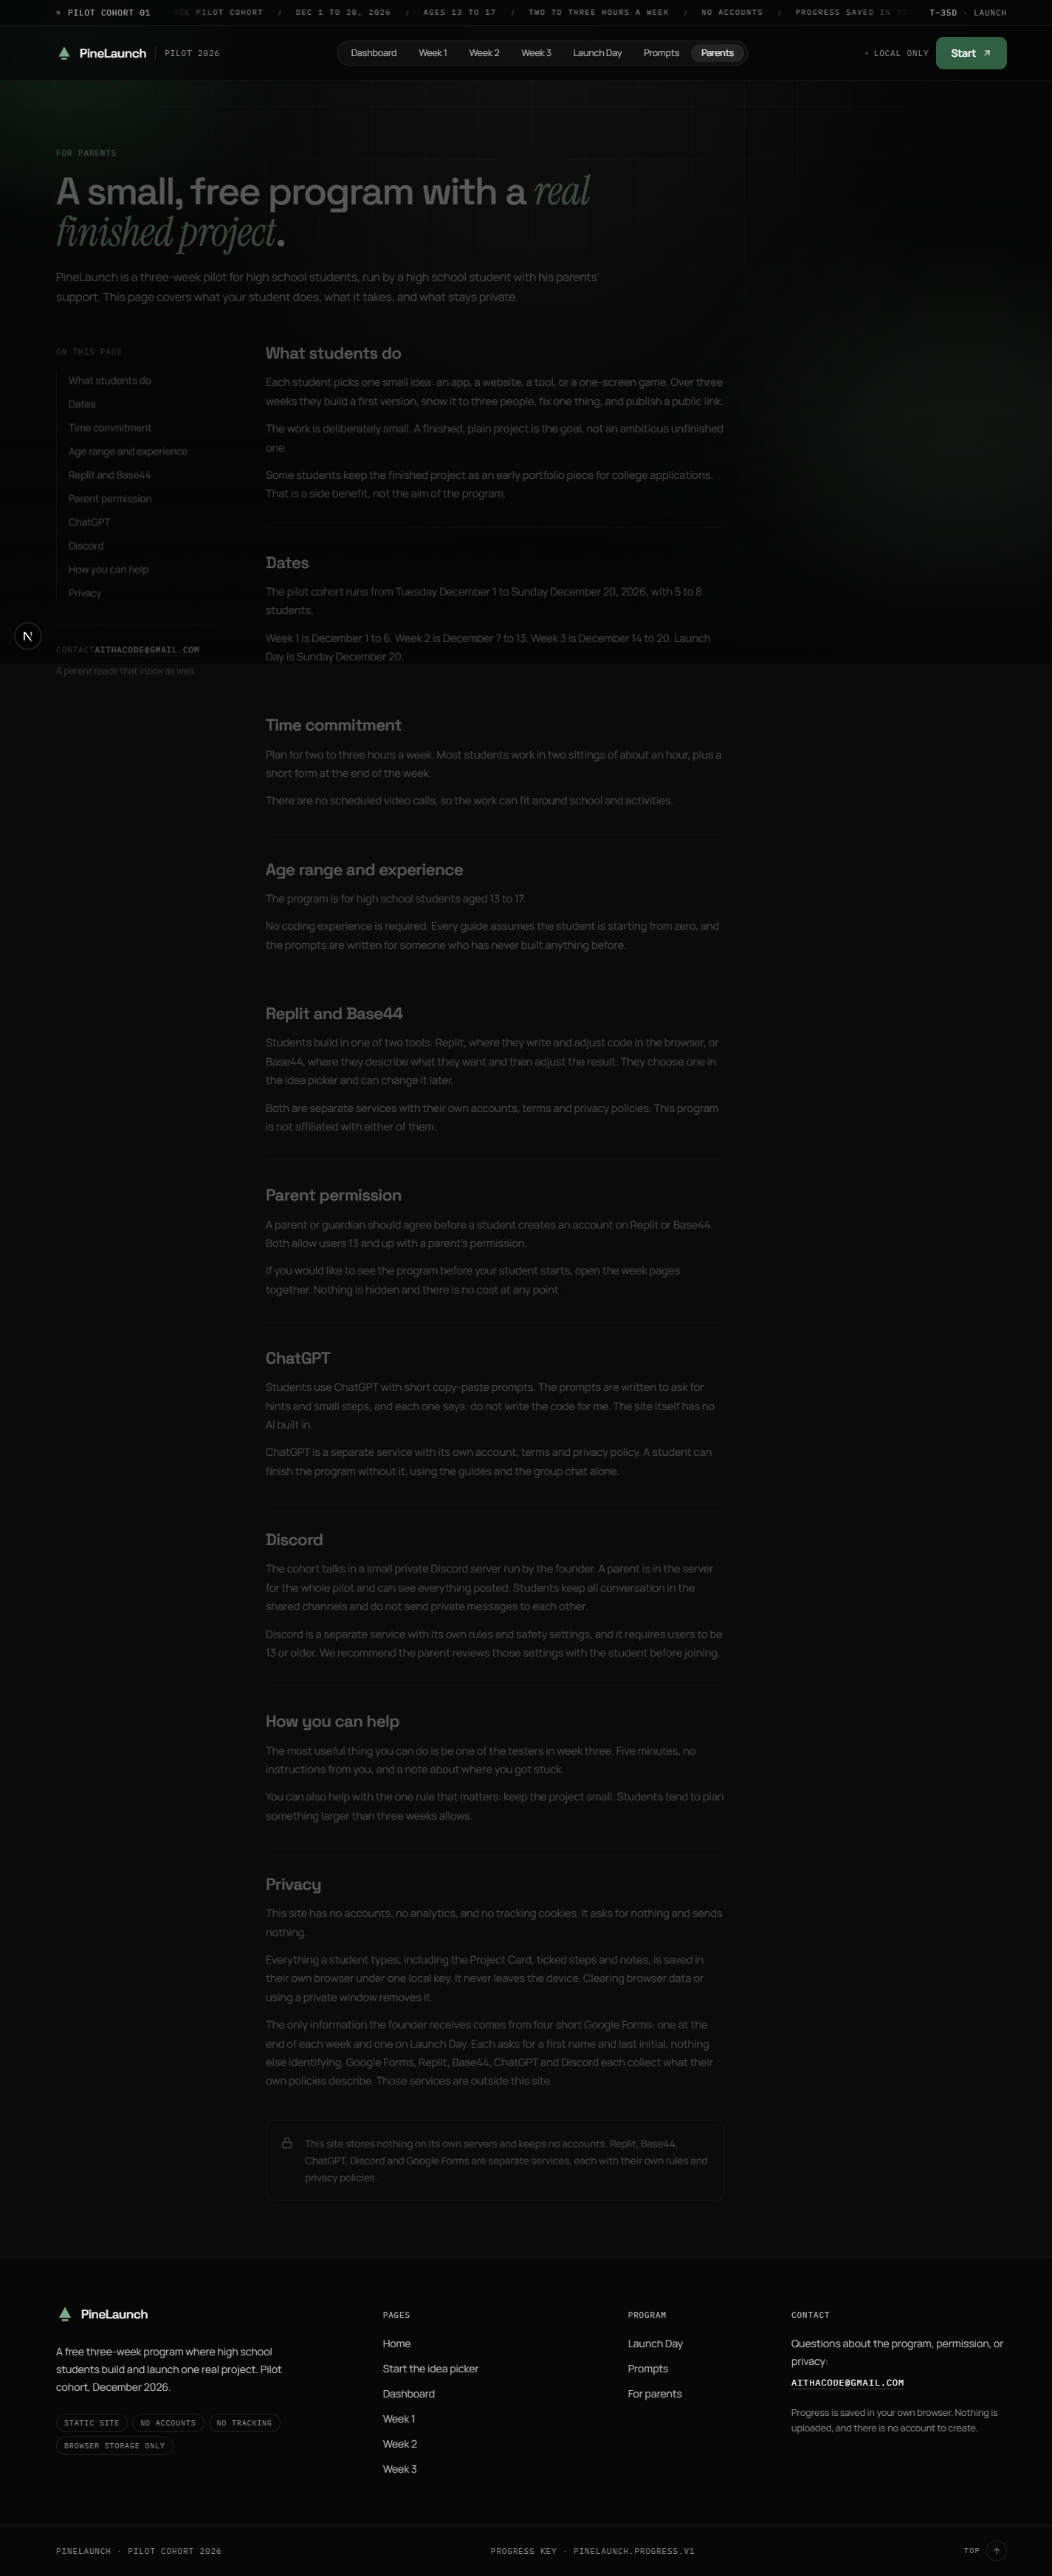 PILOT COHORT 01
PILOT COHORT / DEC 1 TO 20, 2026 / AGES 13 TO 17 / TWO TO THREE HOURS A WEEK / NO ACCOUNTS / PROGRESS SAVED IN
T–35D · LAUNCH
PineLaunch
PILOT 2026
Dashboard
Week 1
Week 2
Week 3
Launch Day
Prompts
Parents
LOCAL ONLY
Start
FOR PARENTS
A small, free program with a real
finished project.
PineLaunch is a three-week pilot for high school students, run by a high school student with his parents'
support. This page covers what your student does, what it takes, and what stays private.
ON THIS PAGE
What students do
Dates
Time commitment
Age range and experience
Replit and Base44
Parent permission
ChatGPT
Discord
How you can help
Privacy
CONTACTAITHACODE@GMAIL.COM
A parent reads that inbox as well.
What students do
Each student picks one small idea: an app, a website, a tool, or a one-screen game. Over three
weeks they build a first version, show it to three people, fix one thing, and publish a public link.
The work is deliberately small. A finished, plain project is the goal, not an ambitious unfinished
one.
Some students keep the finished project as an early portfolio piece for college applications.
That is a side benefit, not the aim of the program.
Dates
The pilot cohort runs from Tuesday December 1 to Sunday December 20, 2026, with 5 to 8
students.
Week 1 is December 1 to 6. Week 2 is December 7 to 13. Week 3 is December 14 to 20. Launch
Day is Sunday December 20.
Time commitment
Plan for two to three hours a week. Most students work in two sittings of about an hour, plus a
short form at the end of the week.
There are no scheduled video calls, so the work can fit around school and activities.
Age range and experience
The program is for high school students aged 13 to 17.
No coding experience is required. Every guide assumes the student is starting from zero, and
the prompts are written for someone who has never built anything before.
Replit and Base44
Students build in one of two tools: Replit, where they write and adjust code in the browser, or
Base44, where they describe what they want and then adjust the result. They choose one in
the idea picker and can change it later.
Both are separate services with their own accounts, terms and privacy policies. This program
is not affiliated with either of them.
Parent permission
A parent or guardian should agree before a student creates an account on Replit or Base44.
Both allow users 13 and up with a parent's permission.
If you would like to see the program before your student starts, open the week pages
together. Nothing is hidden and there is no cost at any point.
ChatGPT
Students use ChatGPT with short copy-paste prompts. The prompts are written to ask for
hints and small steps, and each one says: do not write the code for me. The site itself has no
AI built in.
ChatGPT is a separate service with its own account, terms and privacy policy. A student can
finish the program without it, using the guides and the group chat alone.
Discord
The cohort talks in a small private Discord server run by the founder. A parent is in the server
for the whole pilot and can see everything posted. Students keep all conversation in the
shared channels and do not send private messages to each other.
Discord is a separate service with its own rules and safety settings, and it requires users to be
13 or older. We recommend the parent reviews those settings with the student before joining.
How you can help
The most useful thing you can do is be one of the testers in week three. Five minutes, no
instructions from you, and a note about where you got stuck.
You can also help with the one rule that matters: keep the project small. Students tend to plan
something larger than three weeks allows.
Privacy
This site has no accounts, no analytics, and no tracking cookies. It asks for nothing and sends
nothing.
Everything a student types, including the Project Card, ticked steps and notes, is saved in
their own browser under one local key. It never leaves the device. Clearing browser data or
using a private window removes it.
The only information the founder receives comes from four short Google Forms: one at the
end of each week and one on Launch Day. Each asks for a first name and last initial, nothing
else identifying. Google Forms, Replit, Base44, ChatGPT and Discord each collect what their
own policies describe. Those services are outside this site.
This site stores nothing on its own servers and keeps no accounts. Replit, Base44,
ChatGPT, Discord and Google Forms are separate services, each with their own rules and
privacy policies.
PineLaunch
A free three-week program where high school
students build and launch one real project. Pilot
cohort, December 2026.
STATIC SITE
NO ACCOUNTS
NO TRACKING
BROWSER STORAGE ONLY
PAGES
Home
Start the idea picker
Dashboard
Week 1
Week 2
Week 3
PROGRAM
Launch Day
Prompts
For parents
CONTACT
Questions about the program, permission, or
privacy:
AITHACODE@GMAIL.COM
Progress is saved in your own browser. Nothing is
uploaded, and there is no account to create.
PINELAUNCH · PILOT COHORT 2026
PROGRESS KEY · PINELAUNCH.PROGRESS.V1
TOP